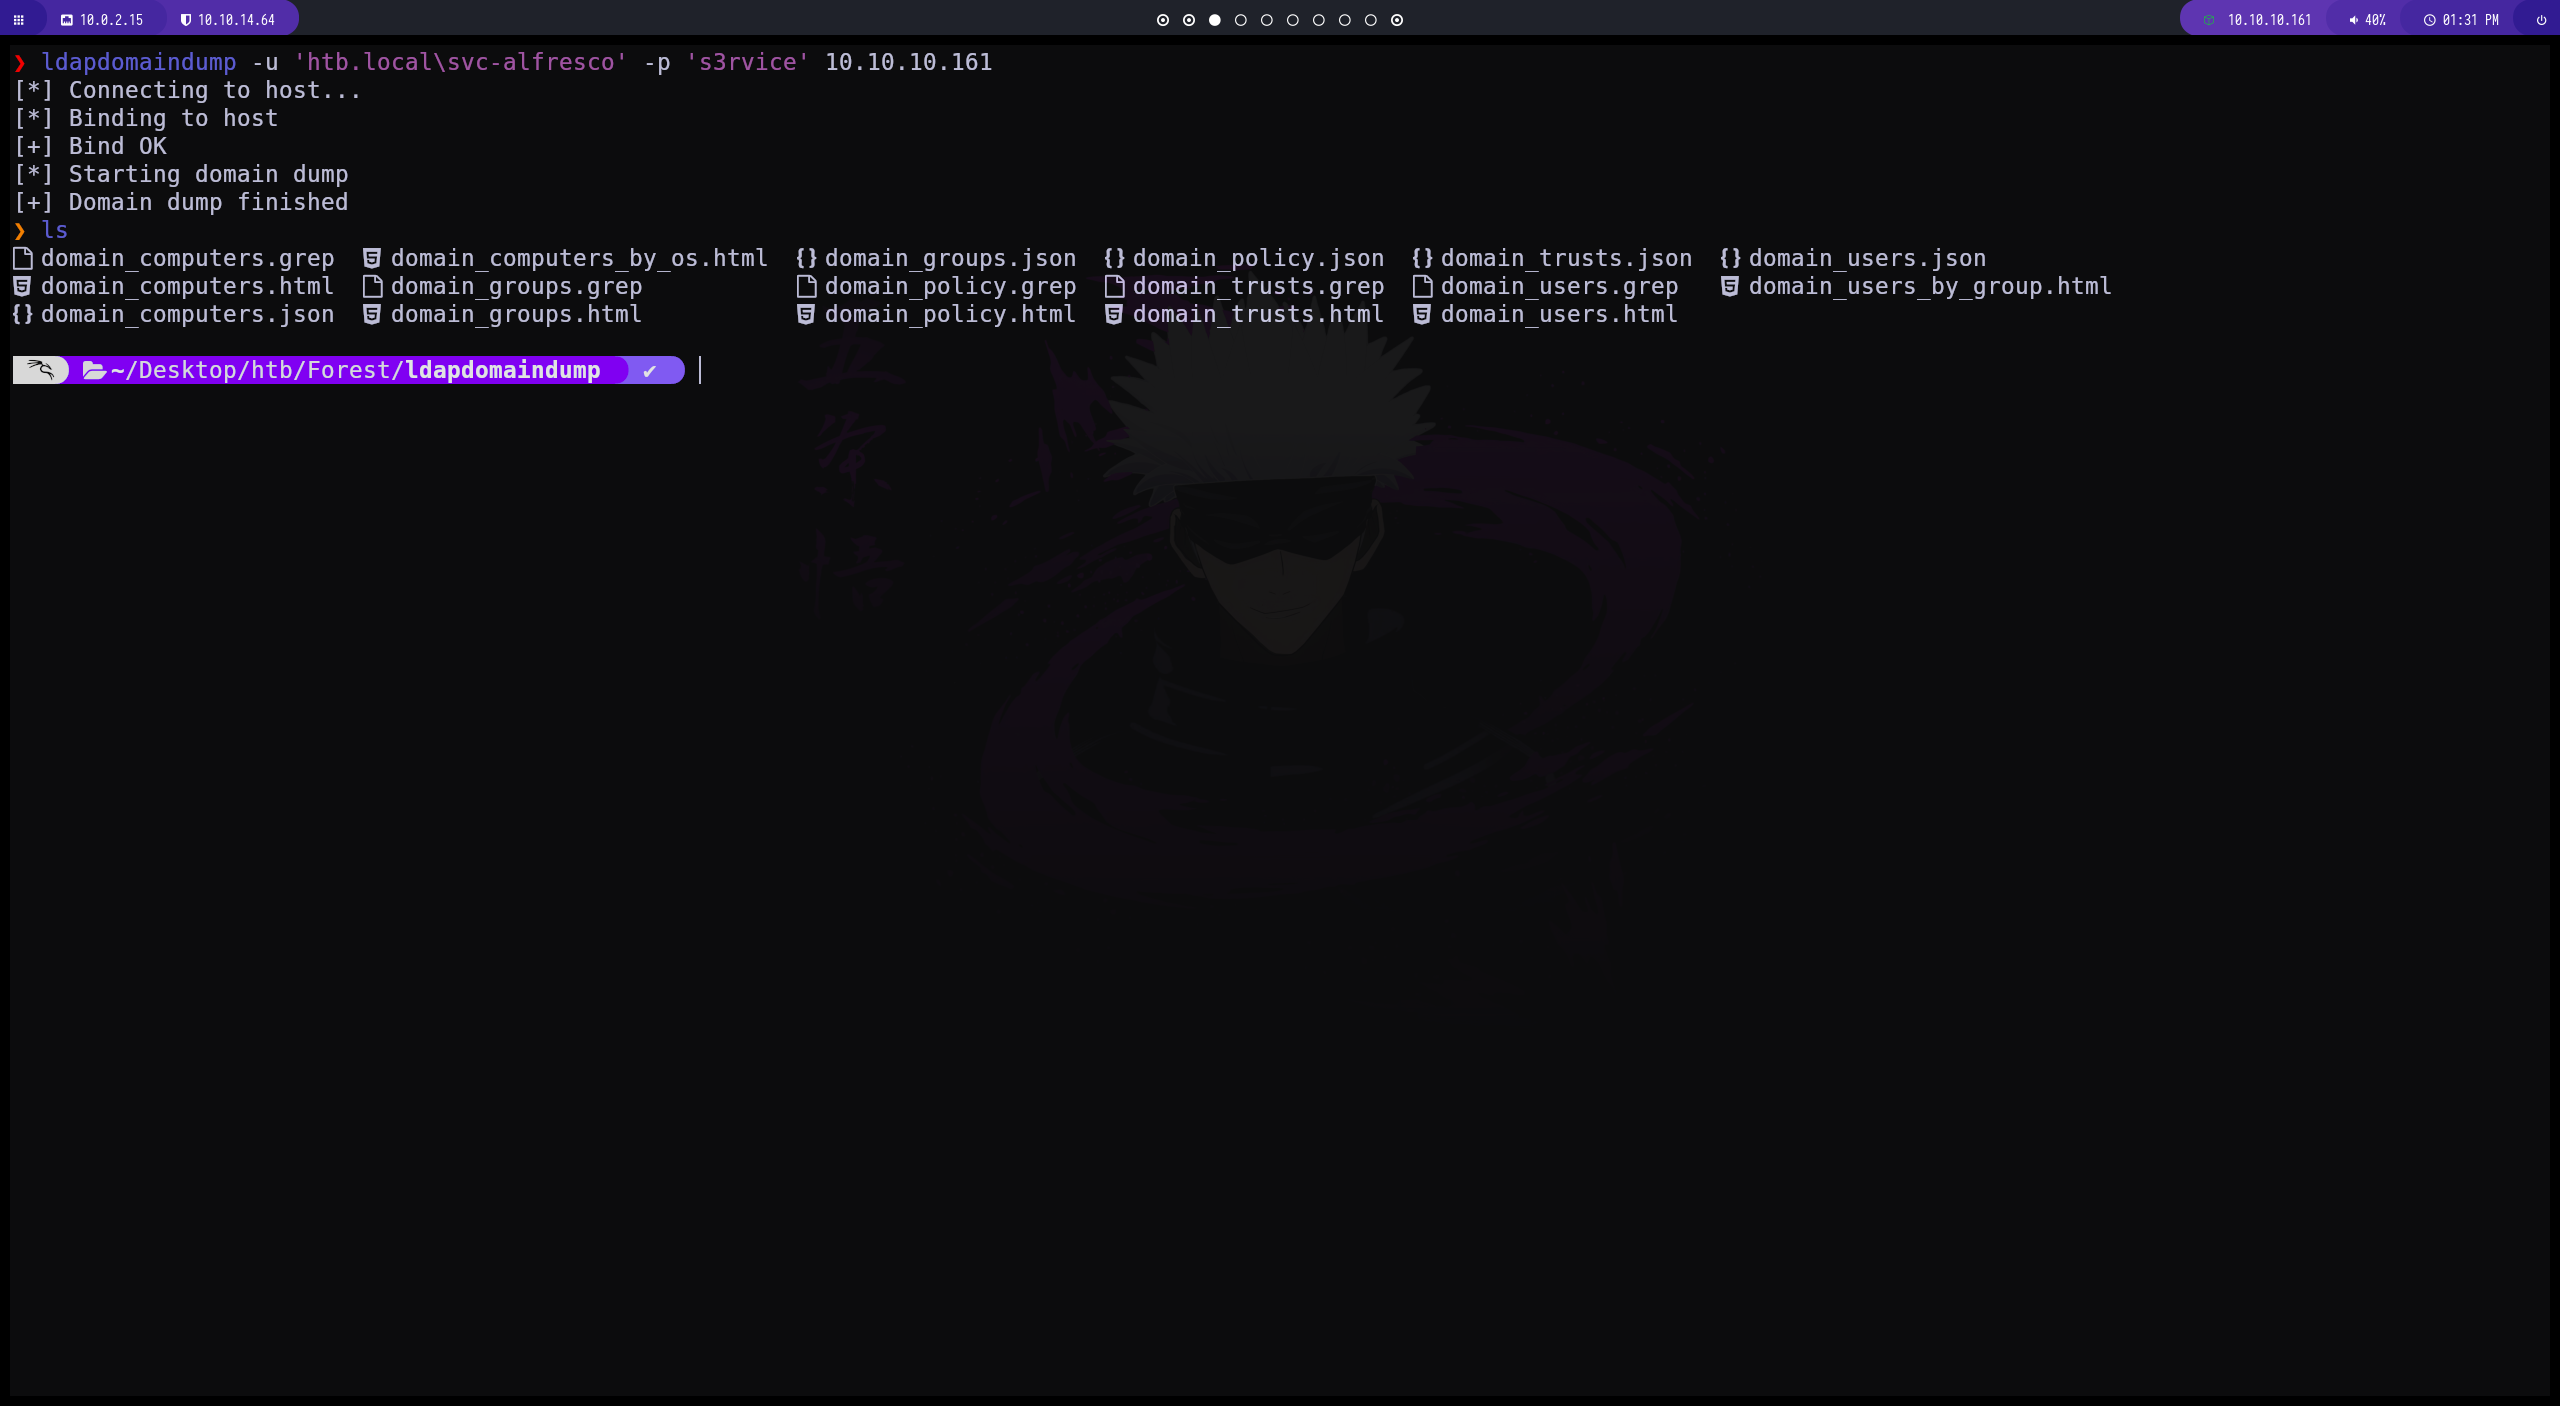 10.0.2.15 10.10.14.64 10.10.10.161 40% 01:31 PM
❯ ldapdomaindump -u 'htb.local\svc-alfresco' -p 's3rvice' 10.10.10.161
[*] Connecting to host...
[*] Binding to host
[+] Bind OK
[*] Starting domain dump
[+] Domain dump finished
❯ ls
domain_computers.grep domain_computers_by_os.html domain_groups.json domain_policy.json domain_trusts.json domain_users.json
domain_computers.html domain_groups.grep domain_policy.grep domain_trusts.grep domain_users.grep domain_users_by_group.html
domain_computers.json domain_groups.html domain_policy.html domain_trusts.html domain_users.html
~/Desktop/htb/Forest/ldapdomaindump ✔
五
条
悟